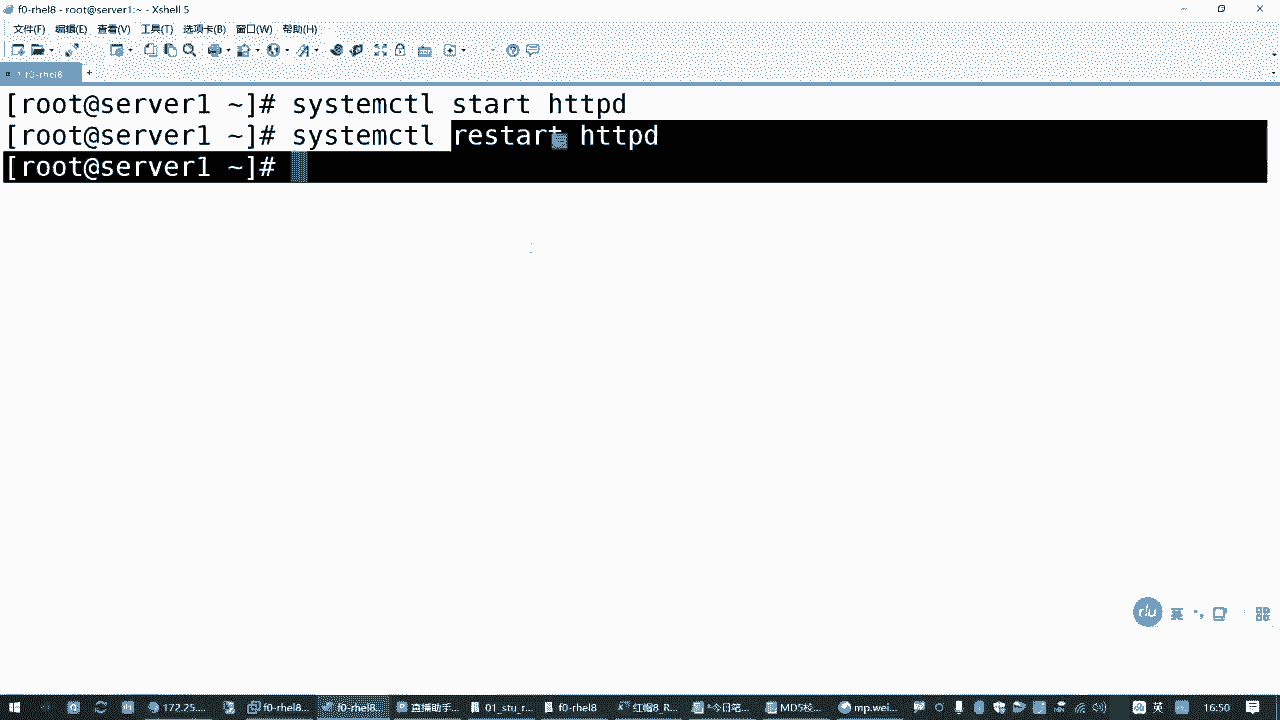 f0-rhel8 - root@server1:~ - Xshell 5
文件(F) 编辑(E) 查看(V) 工具(T) 选项卡(B) 窗口(W) 帮助(H)
1 f0-rhel8
+
[root@server1 ~]# systemctl start httpd
[root@server1 ~]# systemctl restart httpd
[root@server1 ~]#
du 英
172.25.... f0-rhel8... f0-rhel8... 直播助手... 01_stu_r... f0-rhel8 红帽8_R... *今日笔... MD5经... mp.wei... 英 16:50